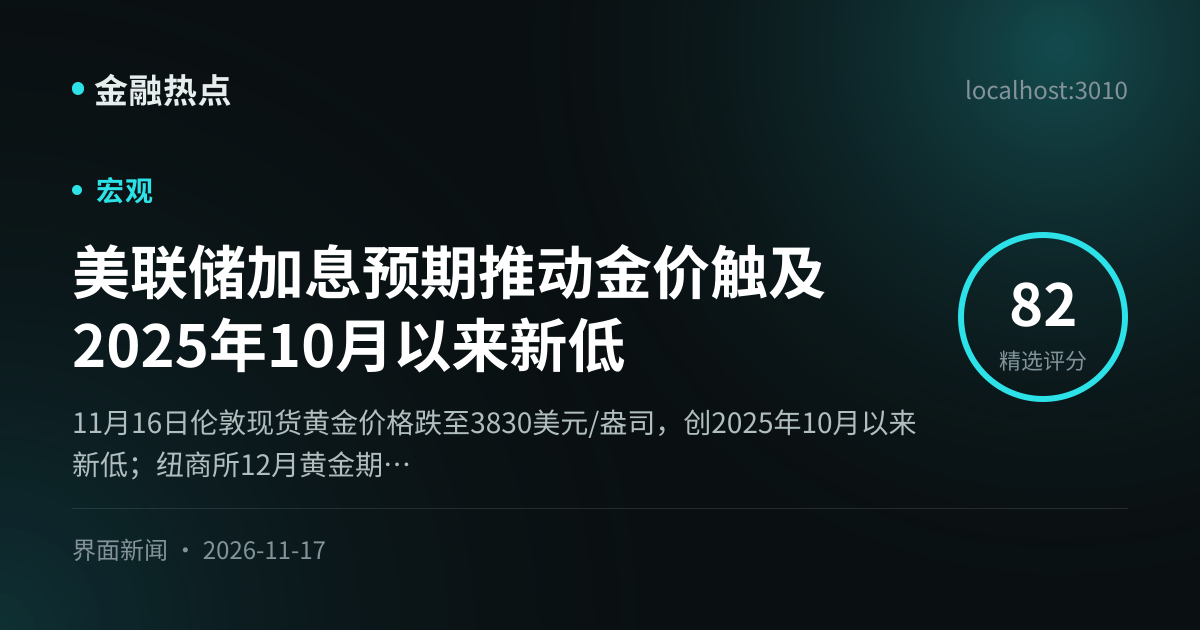 金融热点
localhost:3010
宏观
美联储加息预期推动金价触及
2025年10月以来新低
82
精选评分
11月16日伦敦现货黄金价格跌至3830美元/盎司，创2025年10月以来
新低；纽商所12月黄金期…
界面新闻 · 2026-11-17